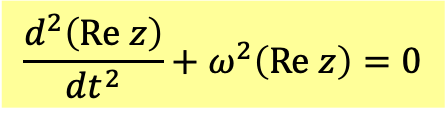 d²(Re z)/dt² + ω²(Re z) = 0